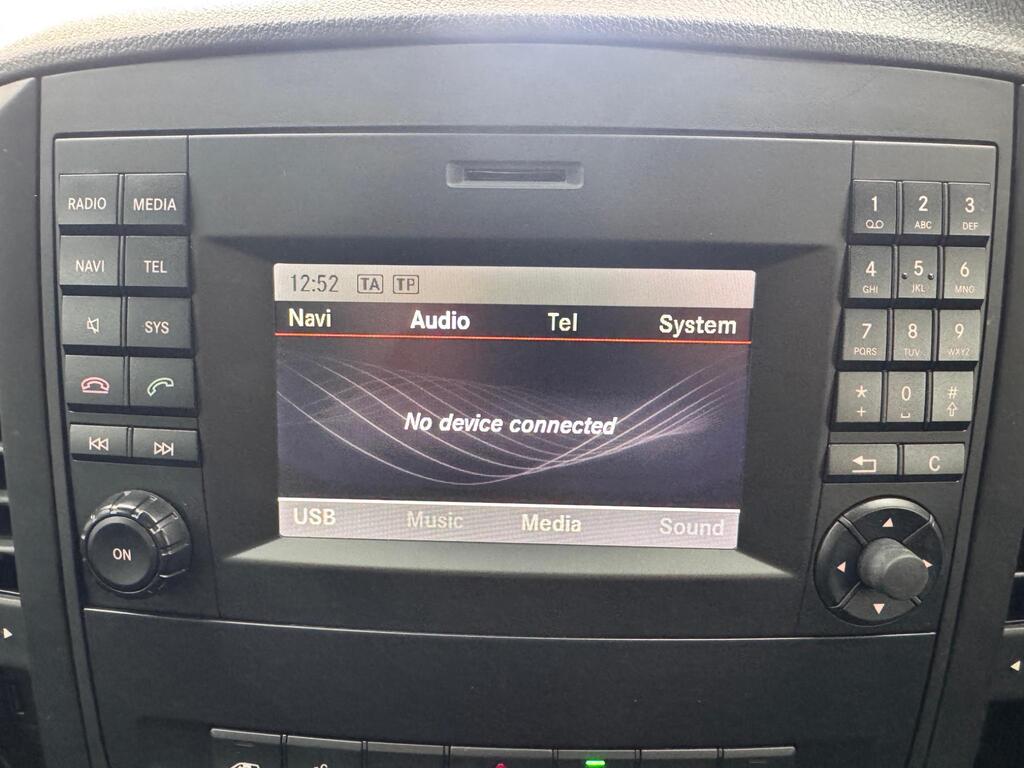 RADIO MEDIA
NAVI TEL
SYS
ON
12:52 TA TP
Navi Audio Tel System
No device connected
USB Music Media Sound
1 2 ABC 3 DEF
4 GHI 5 JKL 6 MNO
7 PQRS 8 TUV 9 WXYZ
* + 0 #
C